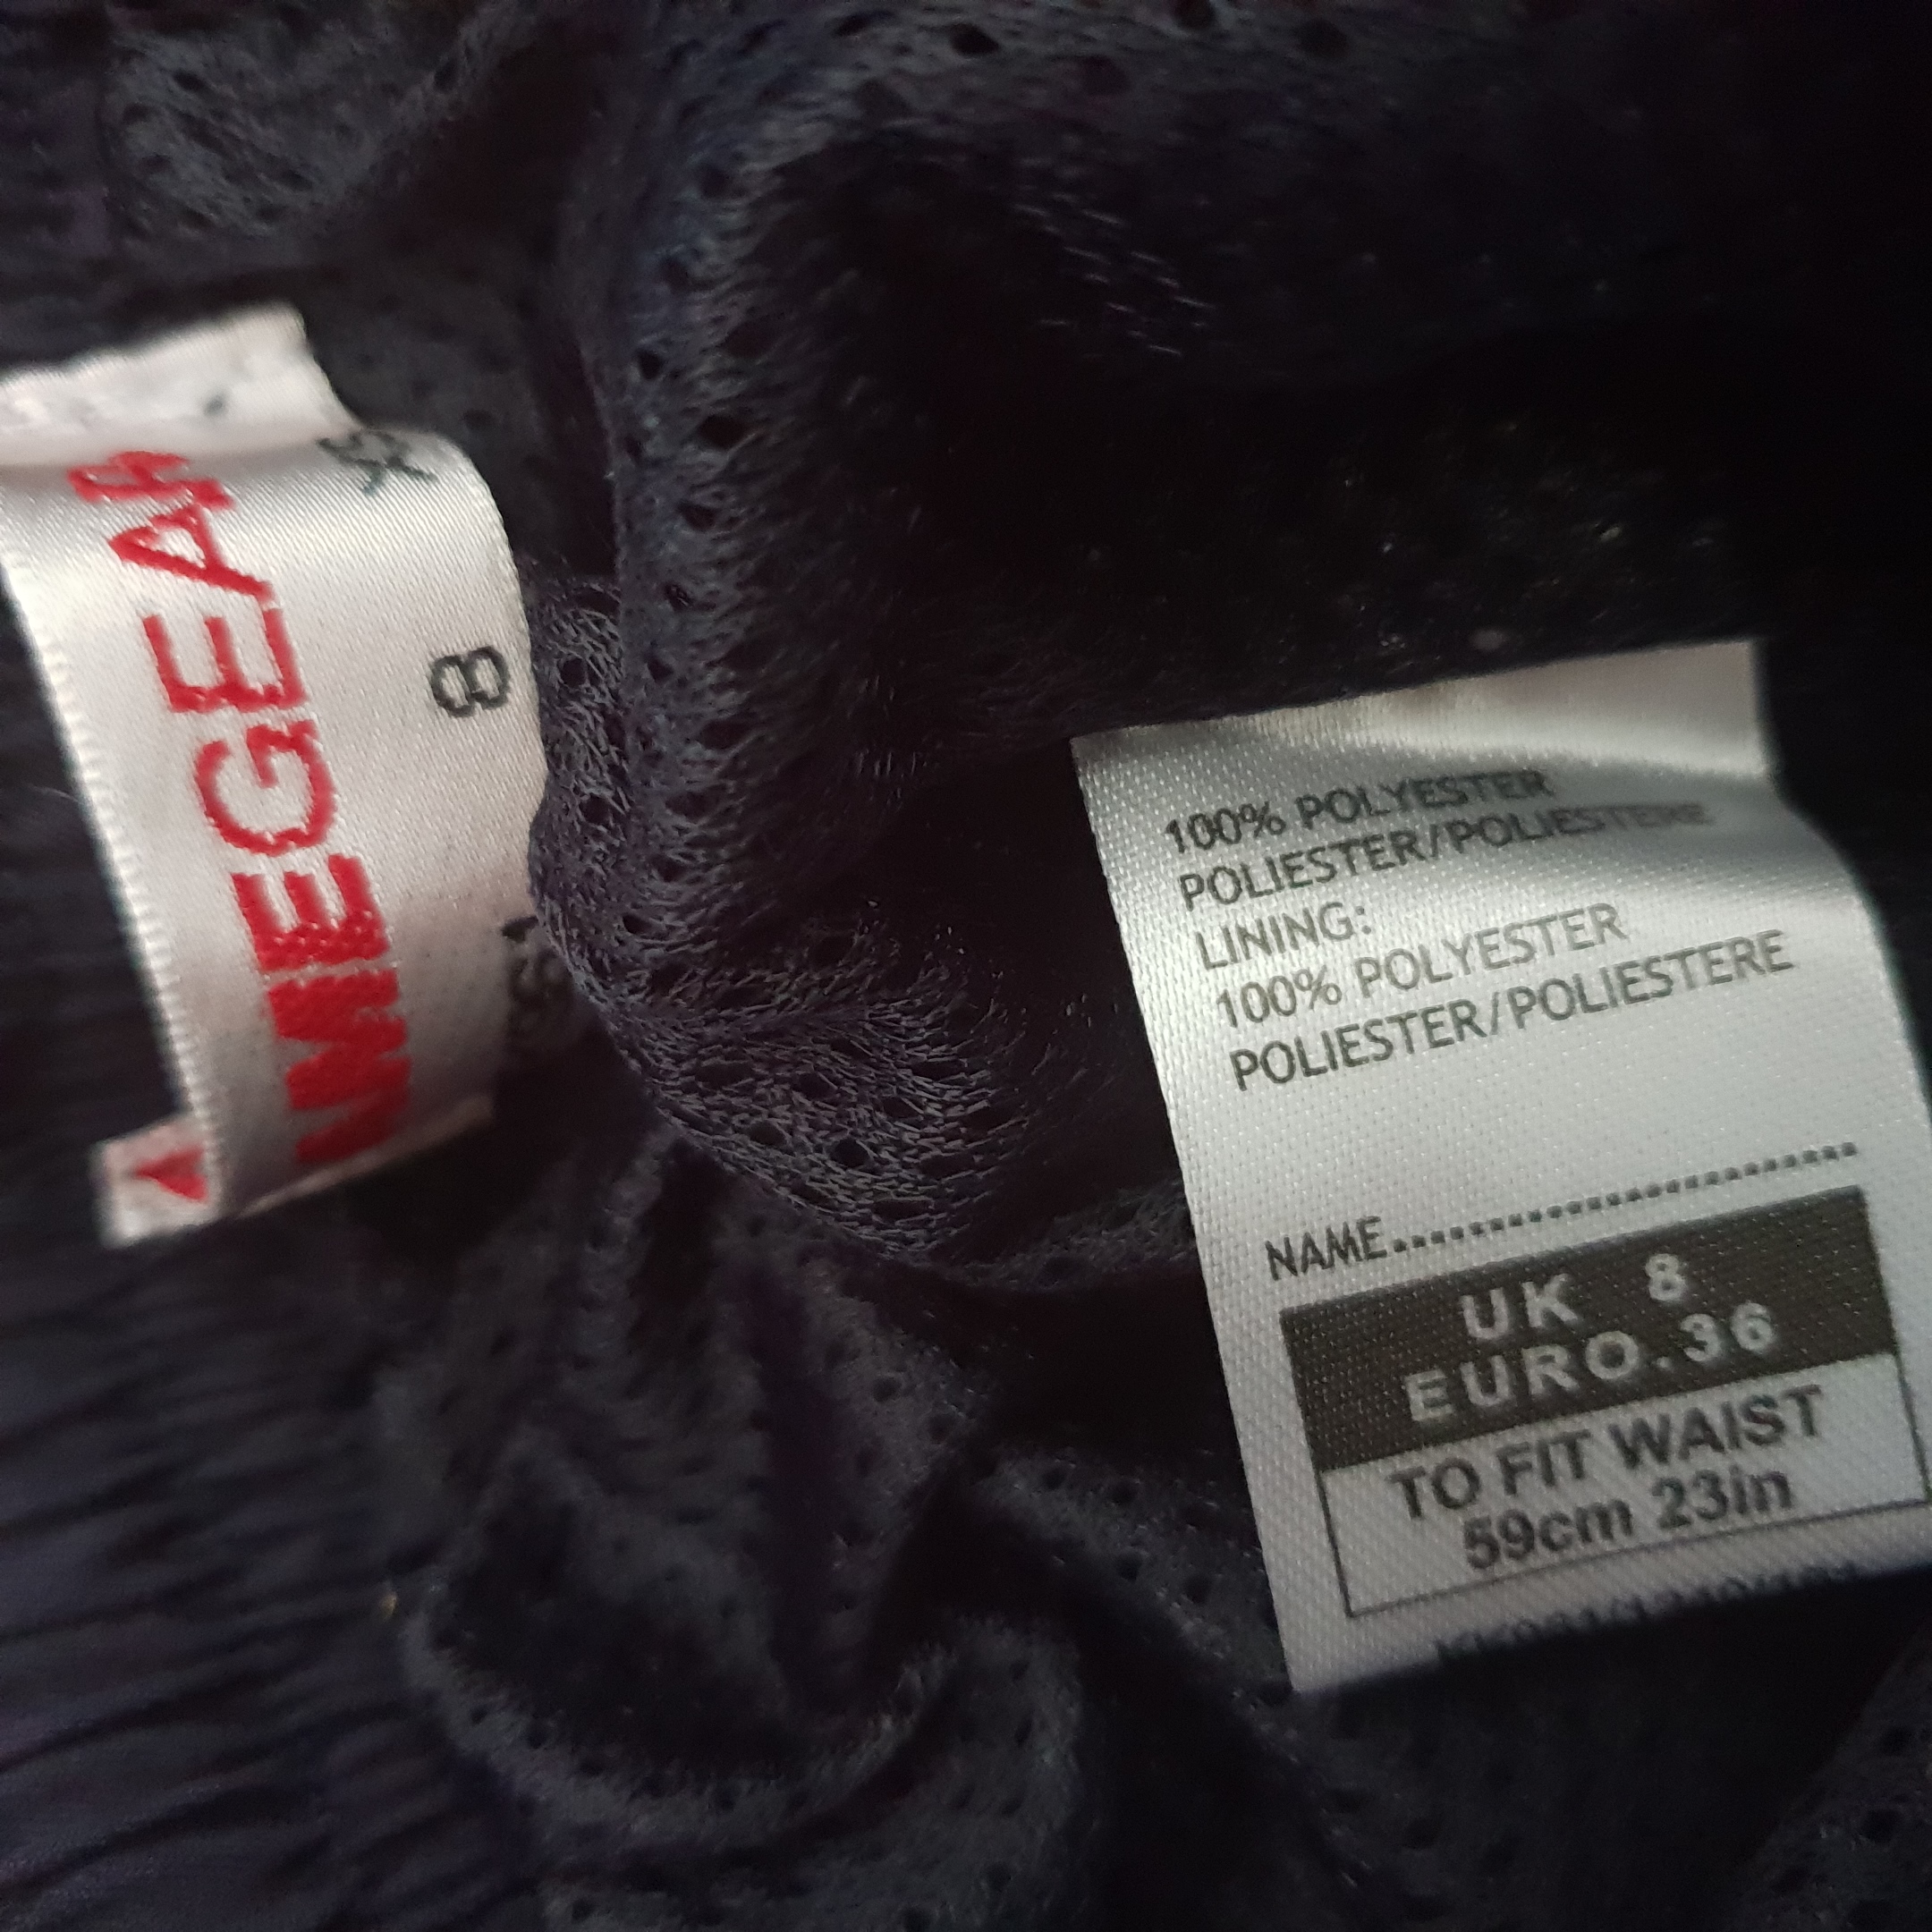 MEGEAR
8
100% POLYESTER
POLIESTER/POLIESTERE
LINING:
100% POLYESTER
POLIESTER/POLIESTERE
NAME..............................
UK 8
EURO.36
TO FIT WAIST
59cm 23in